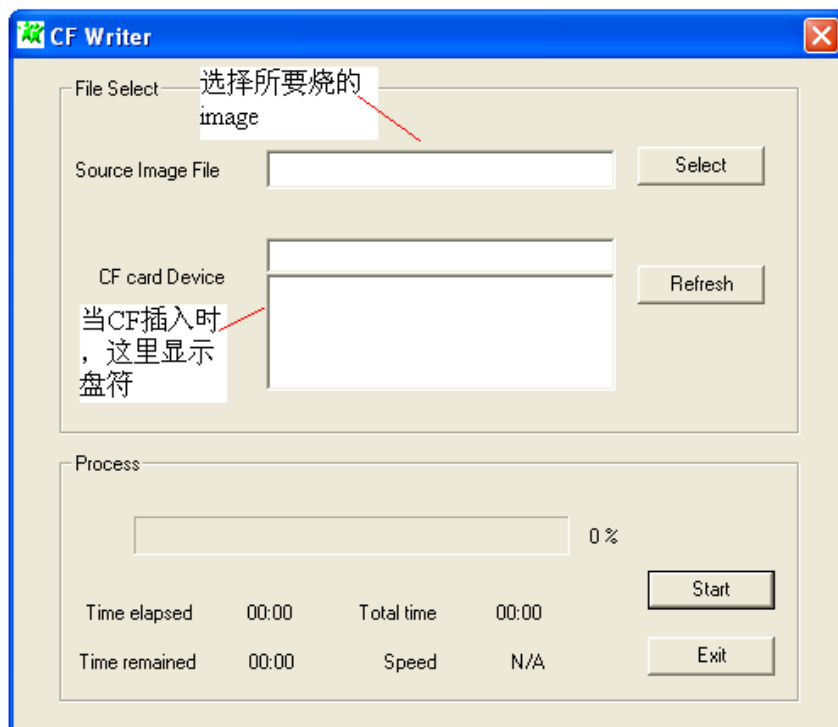 CF Writer
File Select
选择所要烧的
image
Source Image File
Select
CF card Device
Refresh
当CF插入时
，这里显示
盘符
Process
0 %
Start
Time elapsed 00:00 Total time 00:00
Time remained 00:00 Speed N/A
Exit